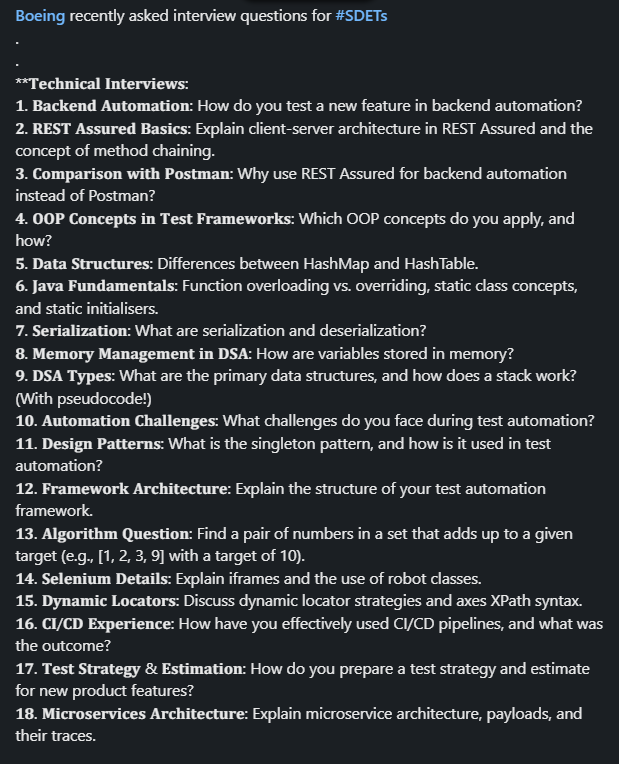 Boeing recently asked interview questions for #SDETs
.
.
**Technical Interviews:
1. Backend Automation: How do you test a new feature in backend automation?
2. REST Assured Basics: Explain client-server architecture in REST Assured and the
concept of method chaining.
3. Comparison with Postman: Why use REST Assured for backend automation
instead of Postman?
4. OOP Concepts in Test Frameworks: Which OOP concepts do you apply, and
how?
5. Data Structures: Differences between HashMap and HashTable.
6. Java Fundamentals: Function overloading vs. overriding, static class concepts,
and static initialisers.
7. Serialization: What are serialization and deserialization?
8. Memory Management in DSA: How are variables stored in memory?
9. DSA Types: What are the primary data structures, and how does a stack work?
(With pseudocode!)
10. Automation Challenges: What challenges do you face during test automation?
11. Design Patterns: What is the singleton pattern, and how is it used in test
automation?
12. Framework Architecture: Explain the structure of your test automation
framework.
13. Algorithm Question: Find a pair of numbers in a set that adds up to a given
target (e.g., [1, 2, 3, 9] with a target of 10).
14. Selenium Details: Explain iframes and the use of robot classes.
15. Dynamic Locators: Discuss dynamic locator strategies and axes XPath syntax.
16. CI/CD Experience: How have you effectively used CI/CD pipelines, and what was
the outcome?
17. Test Strategy & Estimation: How do you prepare a test strategy and estimate
for new product features?
18. Microservices Architecture: Explain microservice architecture, payloads, and
their traces.